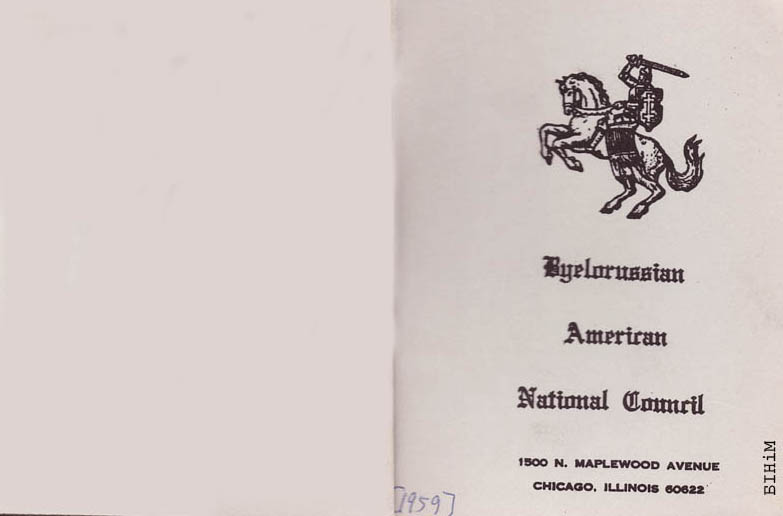 Byelorussian
American
National Council
1500 N. MAPLEWOOD AVENUE
CHICAGO, ILLINOIS 60622
[1959]
BIHiM